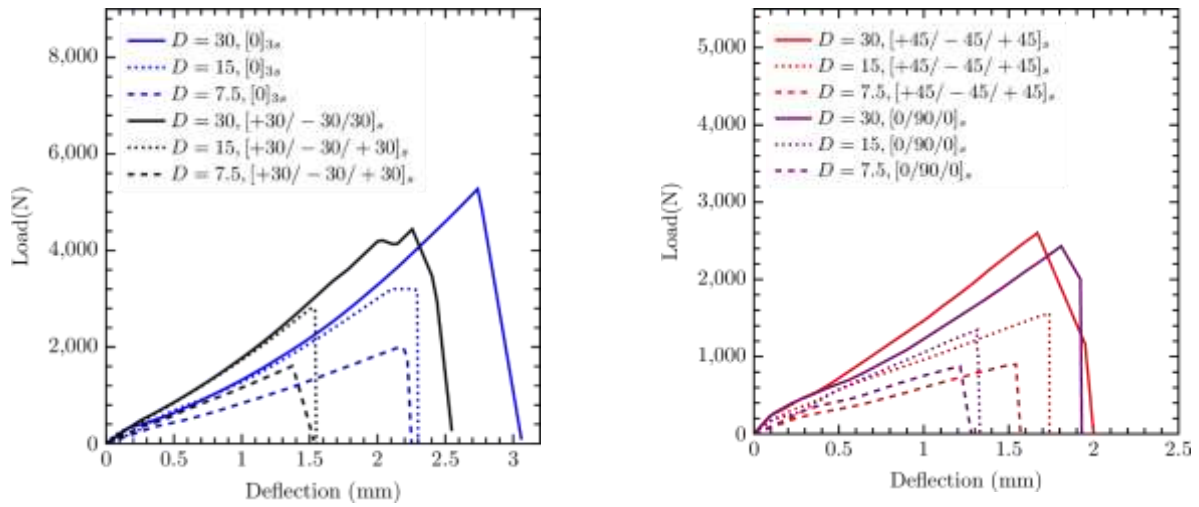 8,000
6,000
4,000
2,000
0
Load(N)
D = 30, [0]3s
D = 15, [0]3s
D = 7.5, [0]3s
D = 30, [+30/ − 30/30]s
D = 15, [+30/ − 30/ + 30]s
D = 7.5, [+30/ − 30/ + 30]s
0 0.5 1 1.5 2 2.5 3
Deflection (mm)
5,000
4,000
3,000
2,000
1,000
0
Load(N)
D = 30, [+45/ − 45/ + 45]s
D = 15, [+45/ − 45/ + 45]s
D = 7.5, [+45/ − 45/ + 45]s
D = 30, [0/90/0]s
D = 15, [0/90/0]s
D = 7.5, [0/90/0]s
0 0.5 1 1.5 2 2.5
Deflection (mm)